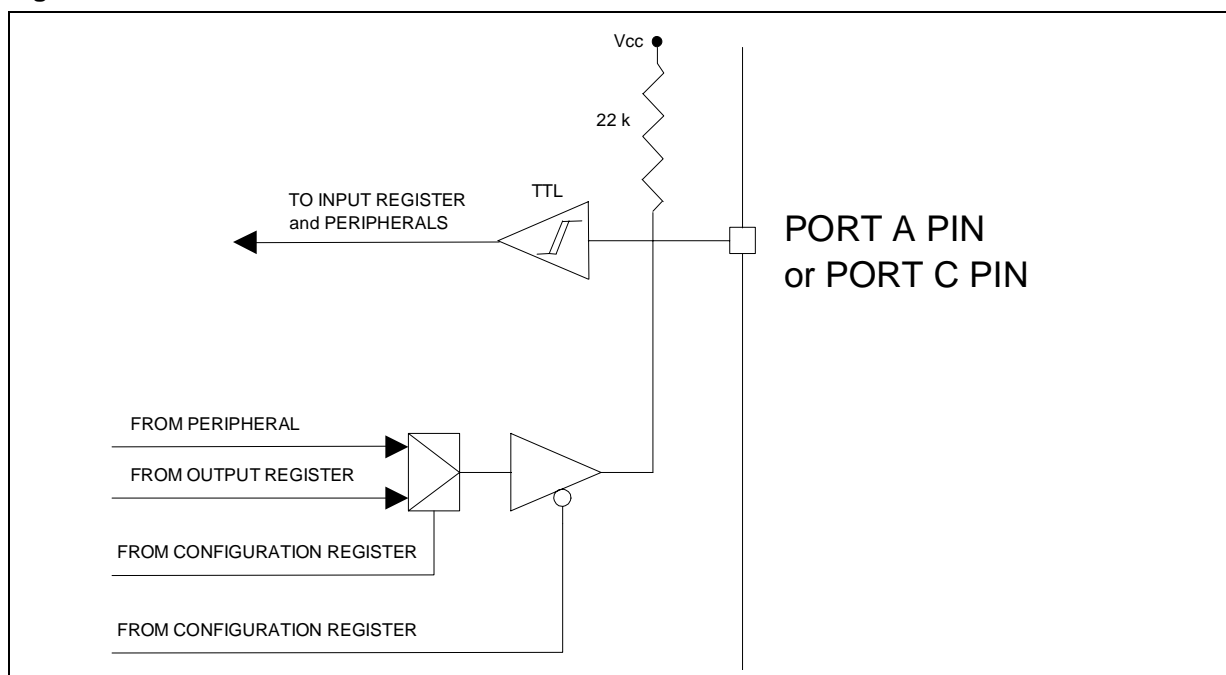 Vcc
22 k
TTL
TO INPUT REGISTER
and PERIPHERALS
PORT A PIN
or PORT C PIN
FROM PERIPHERAL
FROM OUTPUT REGISTER
FROM CONFIGURATION REGISTER
FROM CONFIGURATION REGISTER